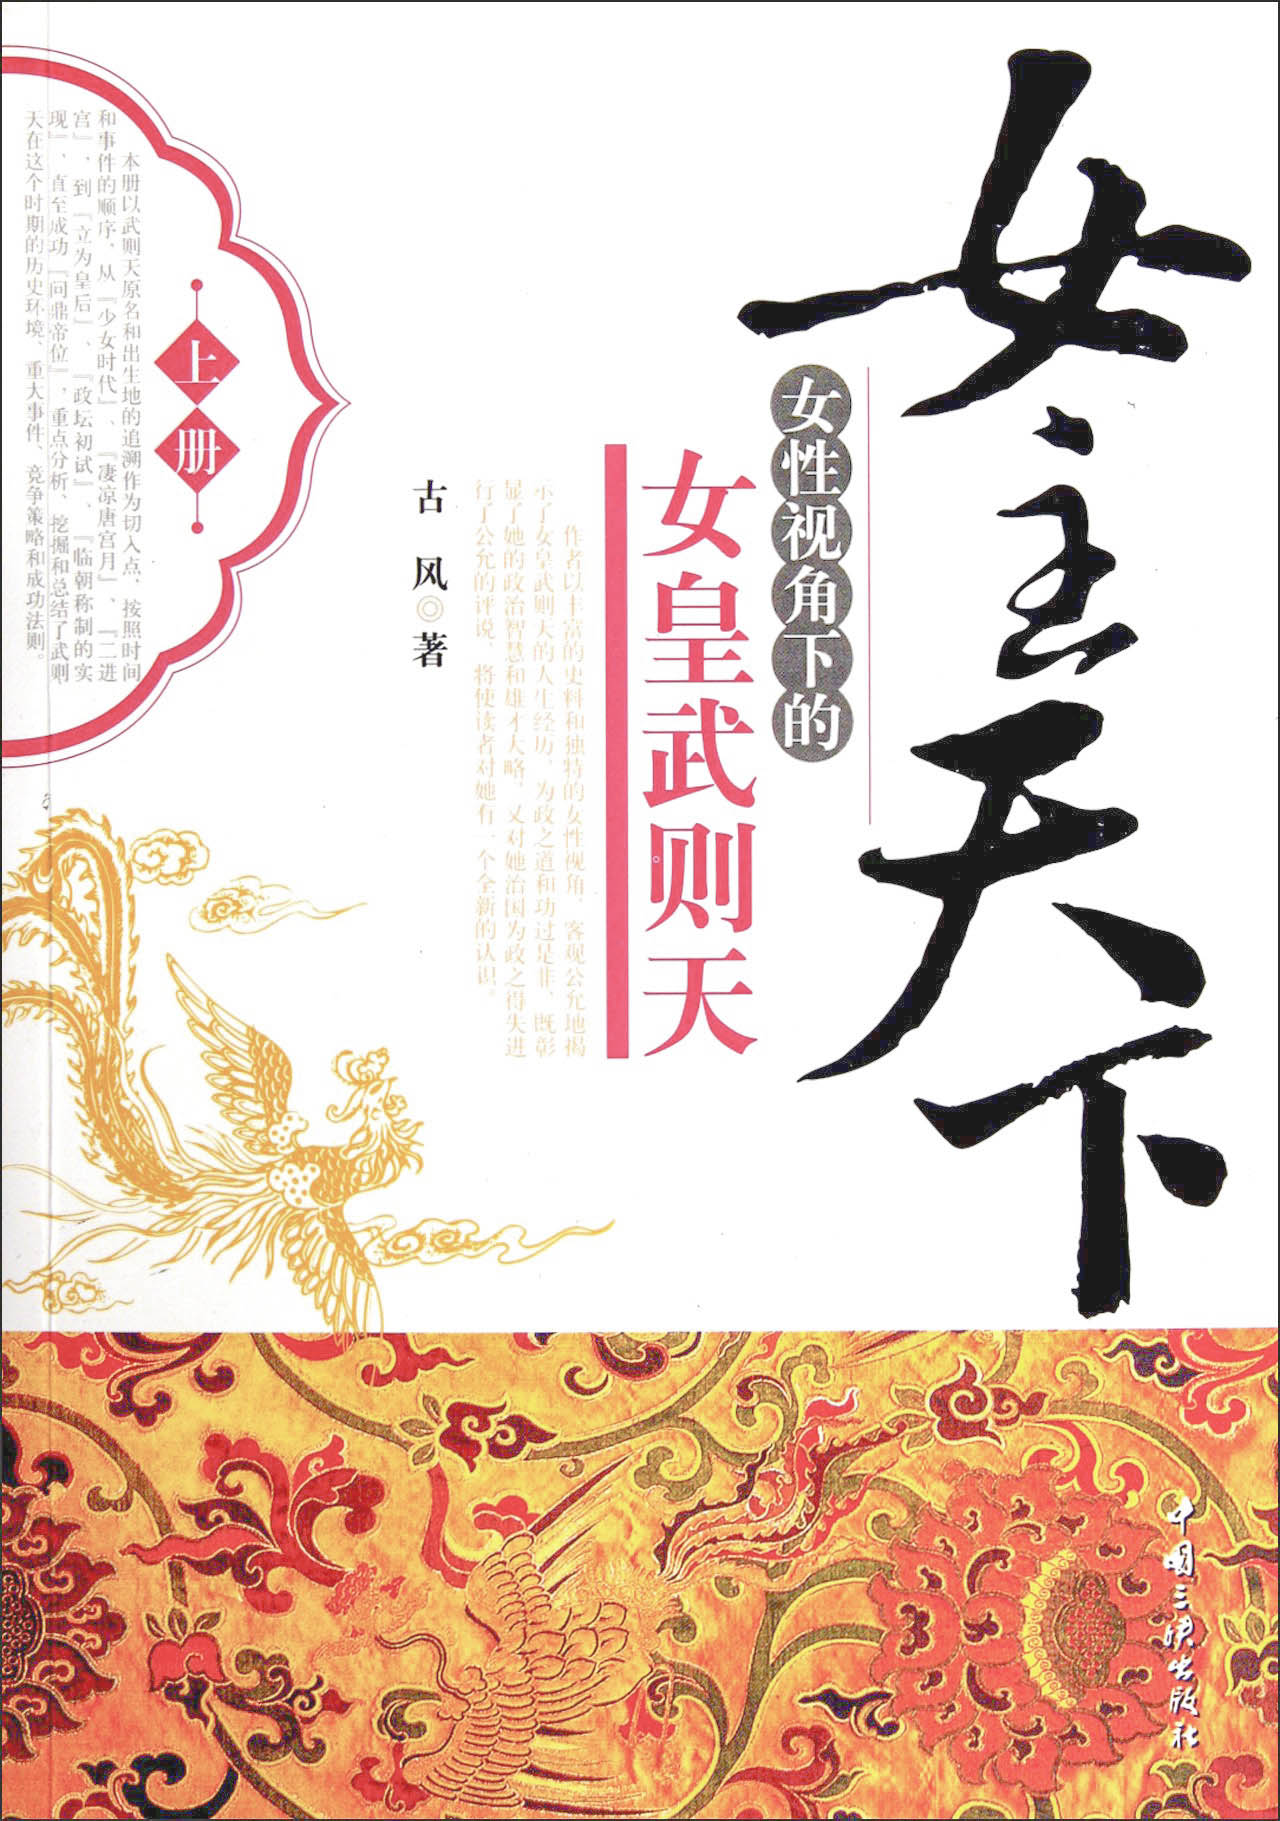 女主天下
女性视角下的
女皇武则天
作者以丰富的史料和独特的女性视角，客观公允地揭
示了女皇武则天的人生经历，为政之道和功过是非，既彰
显了她的政治智慧和雄才大略，又对她治国为政之得失进
行了公允的评说，将使读者对她有一个全新的认识。
古风◎著
上册
本册以武则天原名和出生地的追溯作为切入点，按照时间
和事件的顺序，从『少女时代』、『凄凉唐宫月』、『二进
宫』，到『立为皇后』、『政坛初试』、『临朝称制的实
现』，直至成功『问鼎帝位』，重点分析、挖掘和总结了武则
天在这个时期的历史环境、重大事件、竞争策略和成功法则。
中国三峡出版社